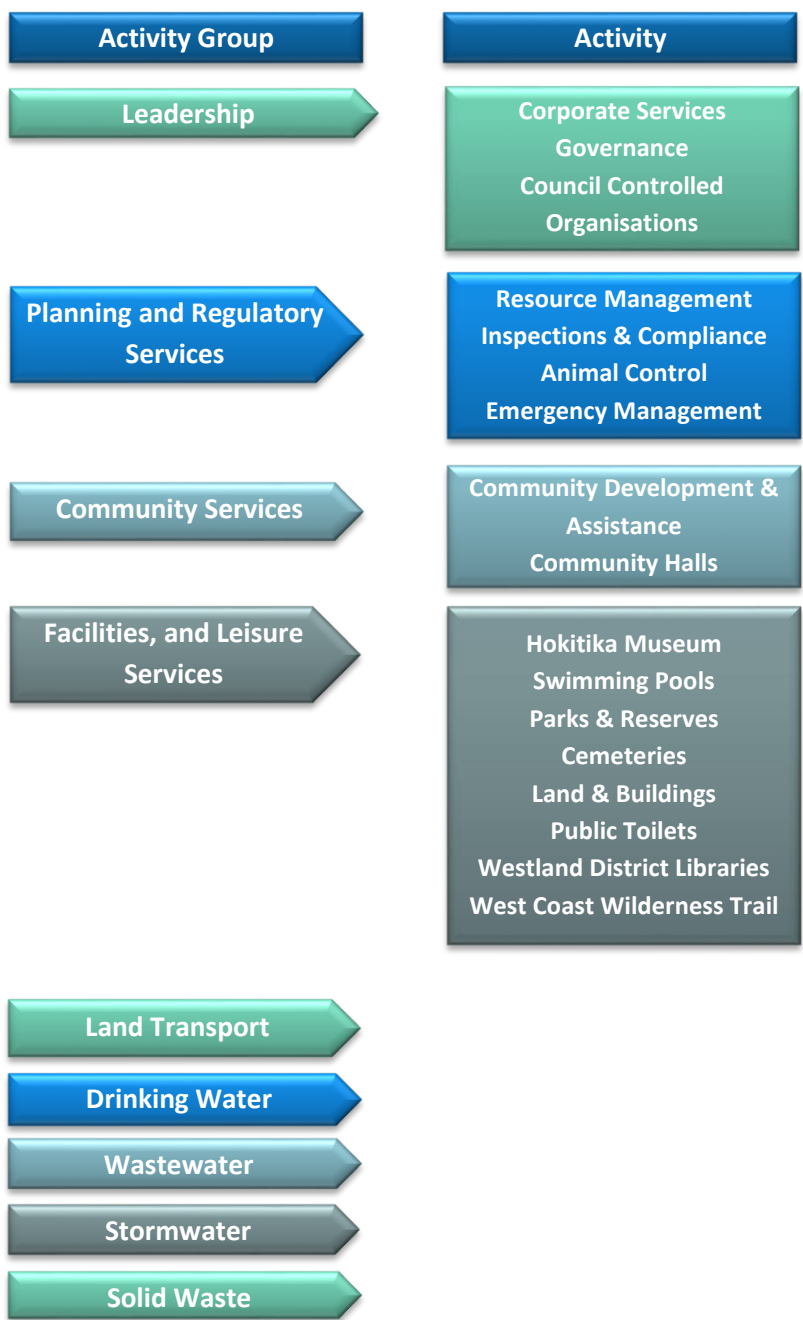 Activity Group
Activity
Leadership
Corporate Services
Governance
Council Controlled
Organisations
Planning and Regulatory
Services
Resource Management
Inspections & Compliance
Animal Control
Emergency Management
Community Services
Community Development &
Assistance
Community Halls
Facilities, and Leisure
Services
Hokitika Museum
Swimming Pools
Parks & Reserves
Cemeteries
Land & Buildings
Public Toilets
Westland District Libraries
West Coast Wilderness Trail
Land Transport
Drinking Water
Wastewater
Stormwater
Solid Waste